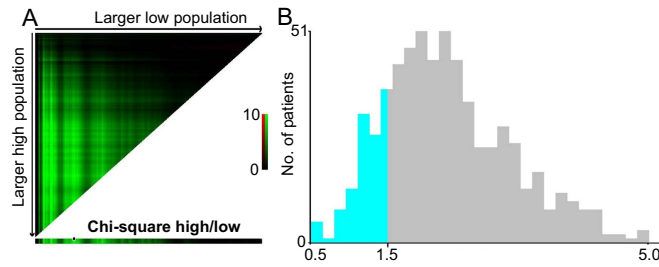 A
Larger low population
Larger high population
10
0
Chi-square high/low
B
51
No. of patients
0
0.5
1.5
5.0